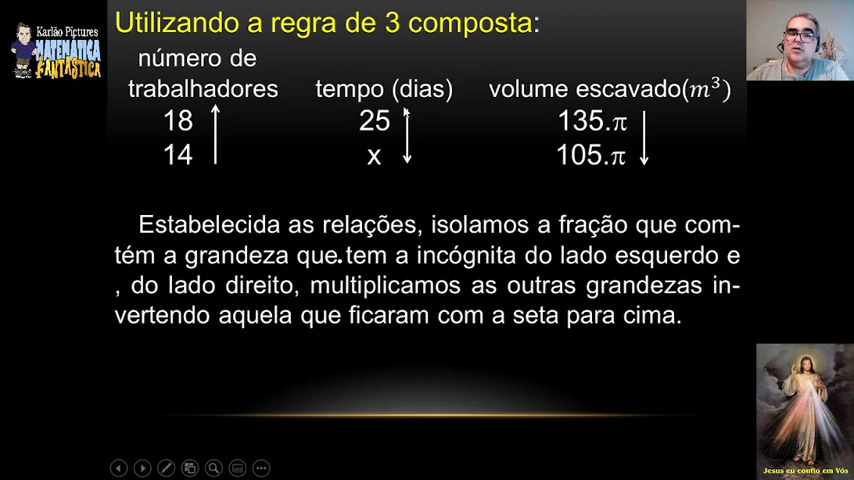 Karlão Pictures
MATEMÁTICA
FANTÁSTICA
Utilizando a regra de 3 composta:
número de
trabalhadores tempo (dias) volume escavado(m³)
18 25 135.π
14 x 105.π
Estabelecida as relações, isolamos a fração que com-
tém a grandeza que tem a incógnita do lado esquerdo e
, do lado direito, multiplicamos as outras grandezas in-
vertendo aquela que ficaram com a seta para cima.
Jesus eu confio em Vós